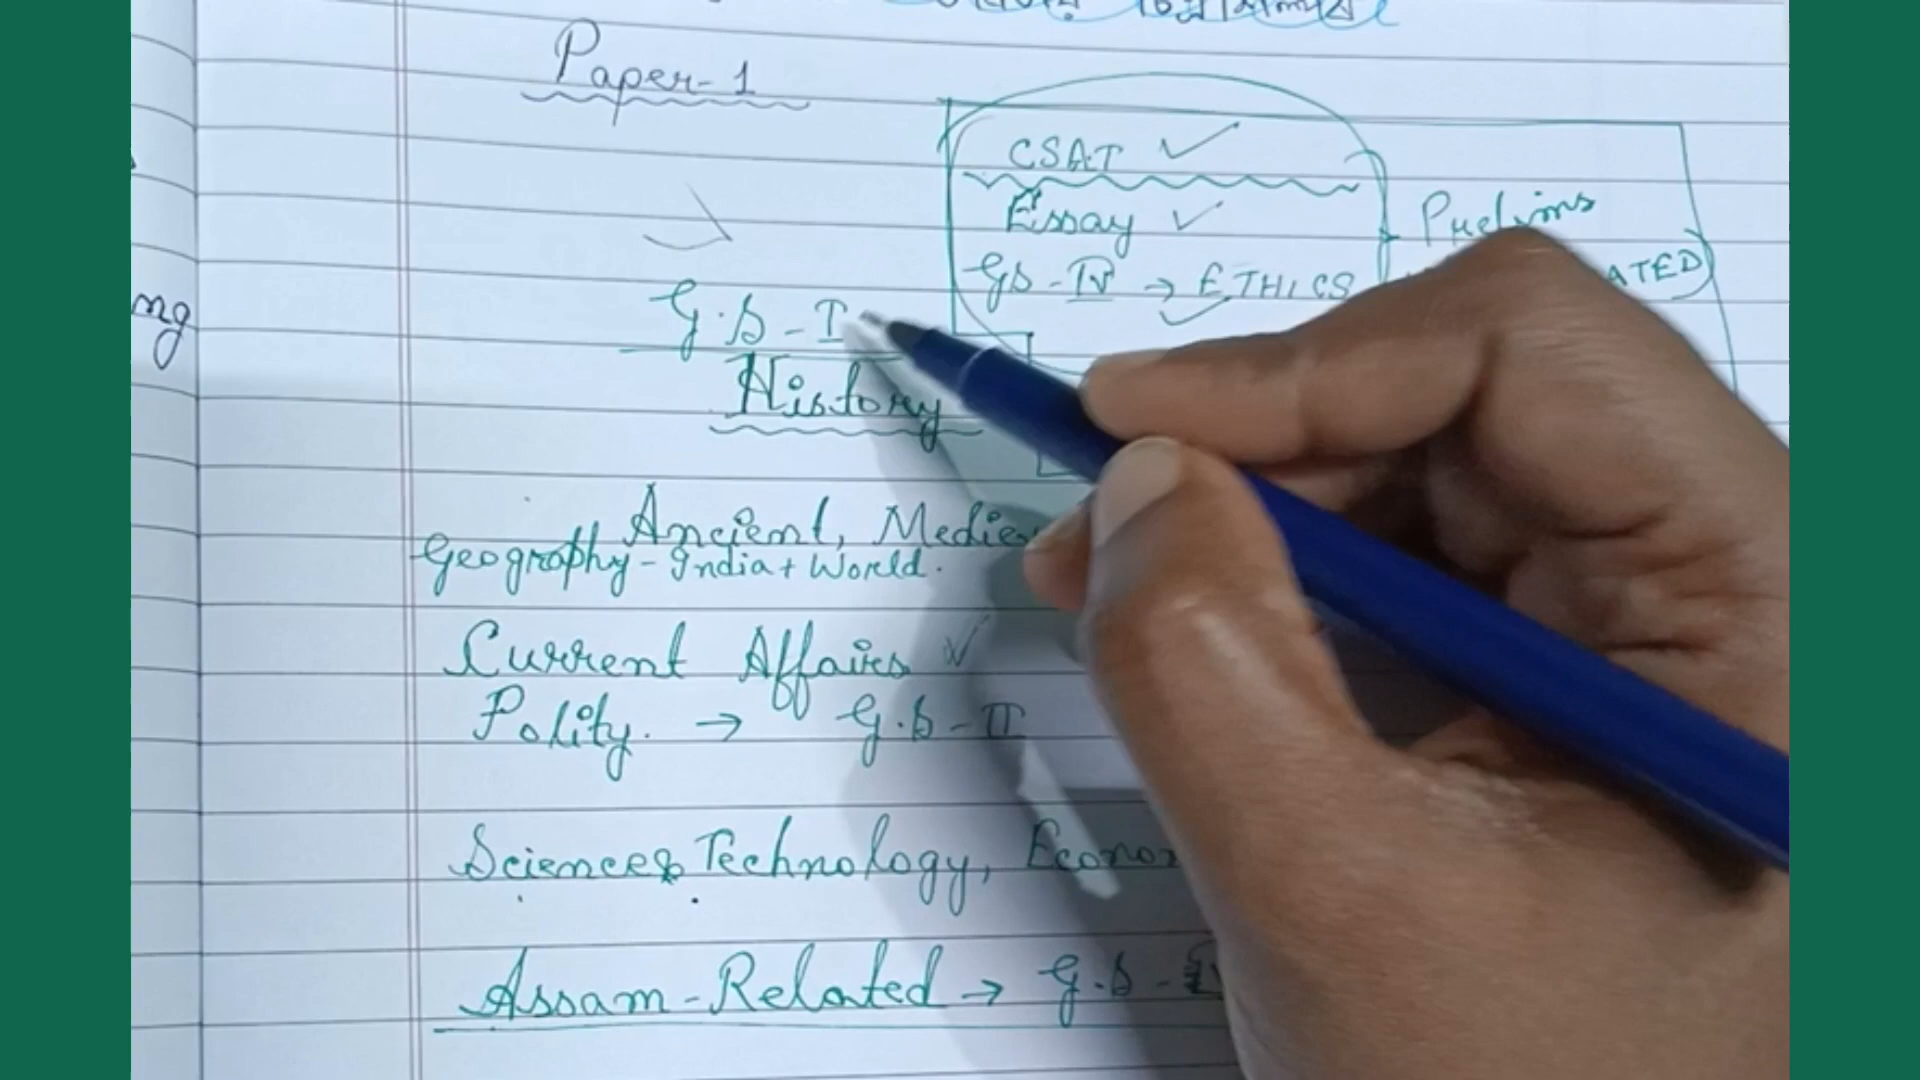 Paper-1
CSAT ✓
Essay ✓
Prelims
GS-IV → ETHICS
ATED)
ng
G.S-I
History
Ancient, Medie
Geography-India+World.
Current Affairs ✓
Polity. → G.S-II
Science& Technology, Econo
Assam-Related → G.S-